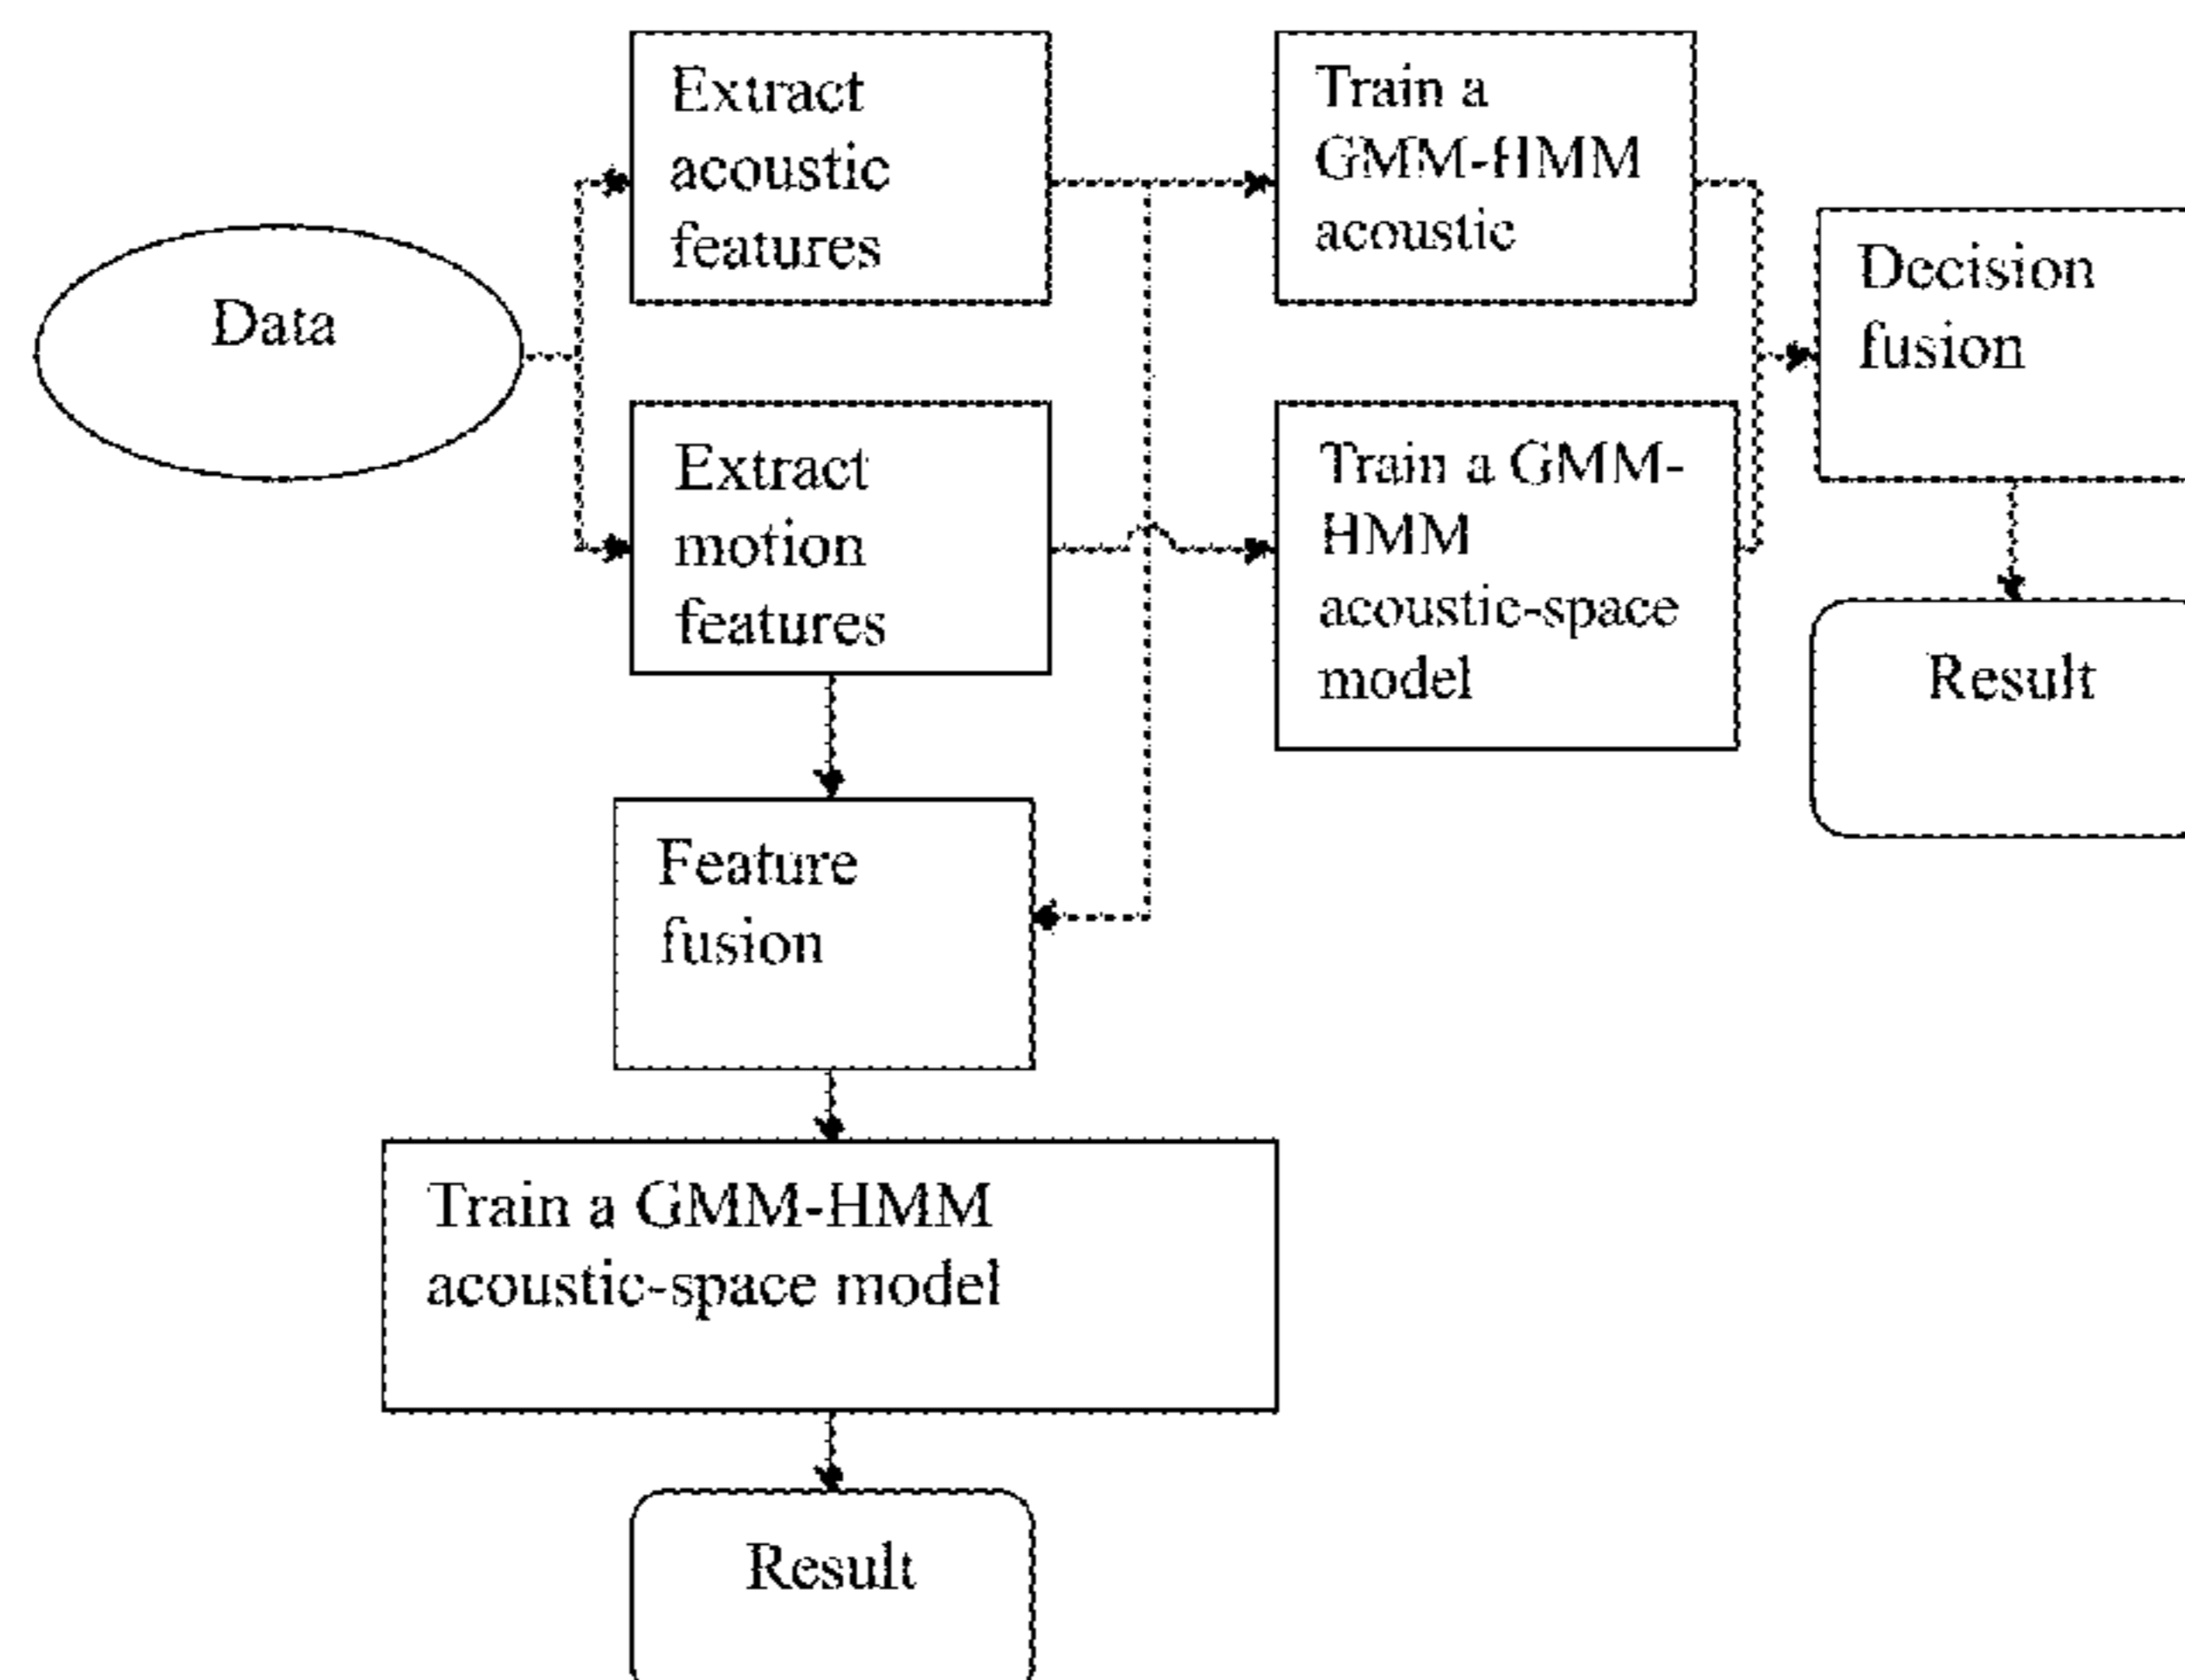 Extract
acoustic
features
Train a
GMM-HMM
acoustic
Data
Decision
fusion
Extract
motion
features
Train a GMM-
HMM
acoustic-space
model
Result
Feature
fusion
Train a GMM-HMM
acoustic-space model
Result